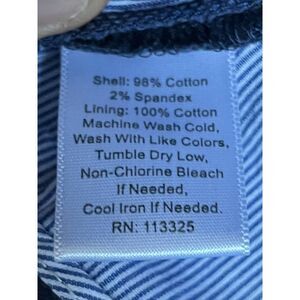 Shell: 98% Cotton
2% Spandex
Lining: 100% Cotton
Machine Wash Cold,
Wash With Like Colors,
Tumble Dry Low,
Non-Chlorine Bleach
If Needed,
Cool Iron If Needed.
RN: 113325